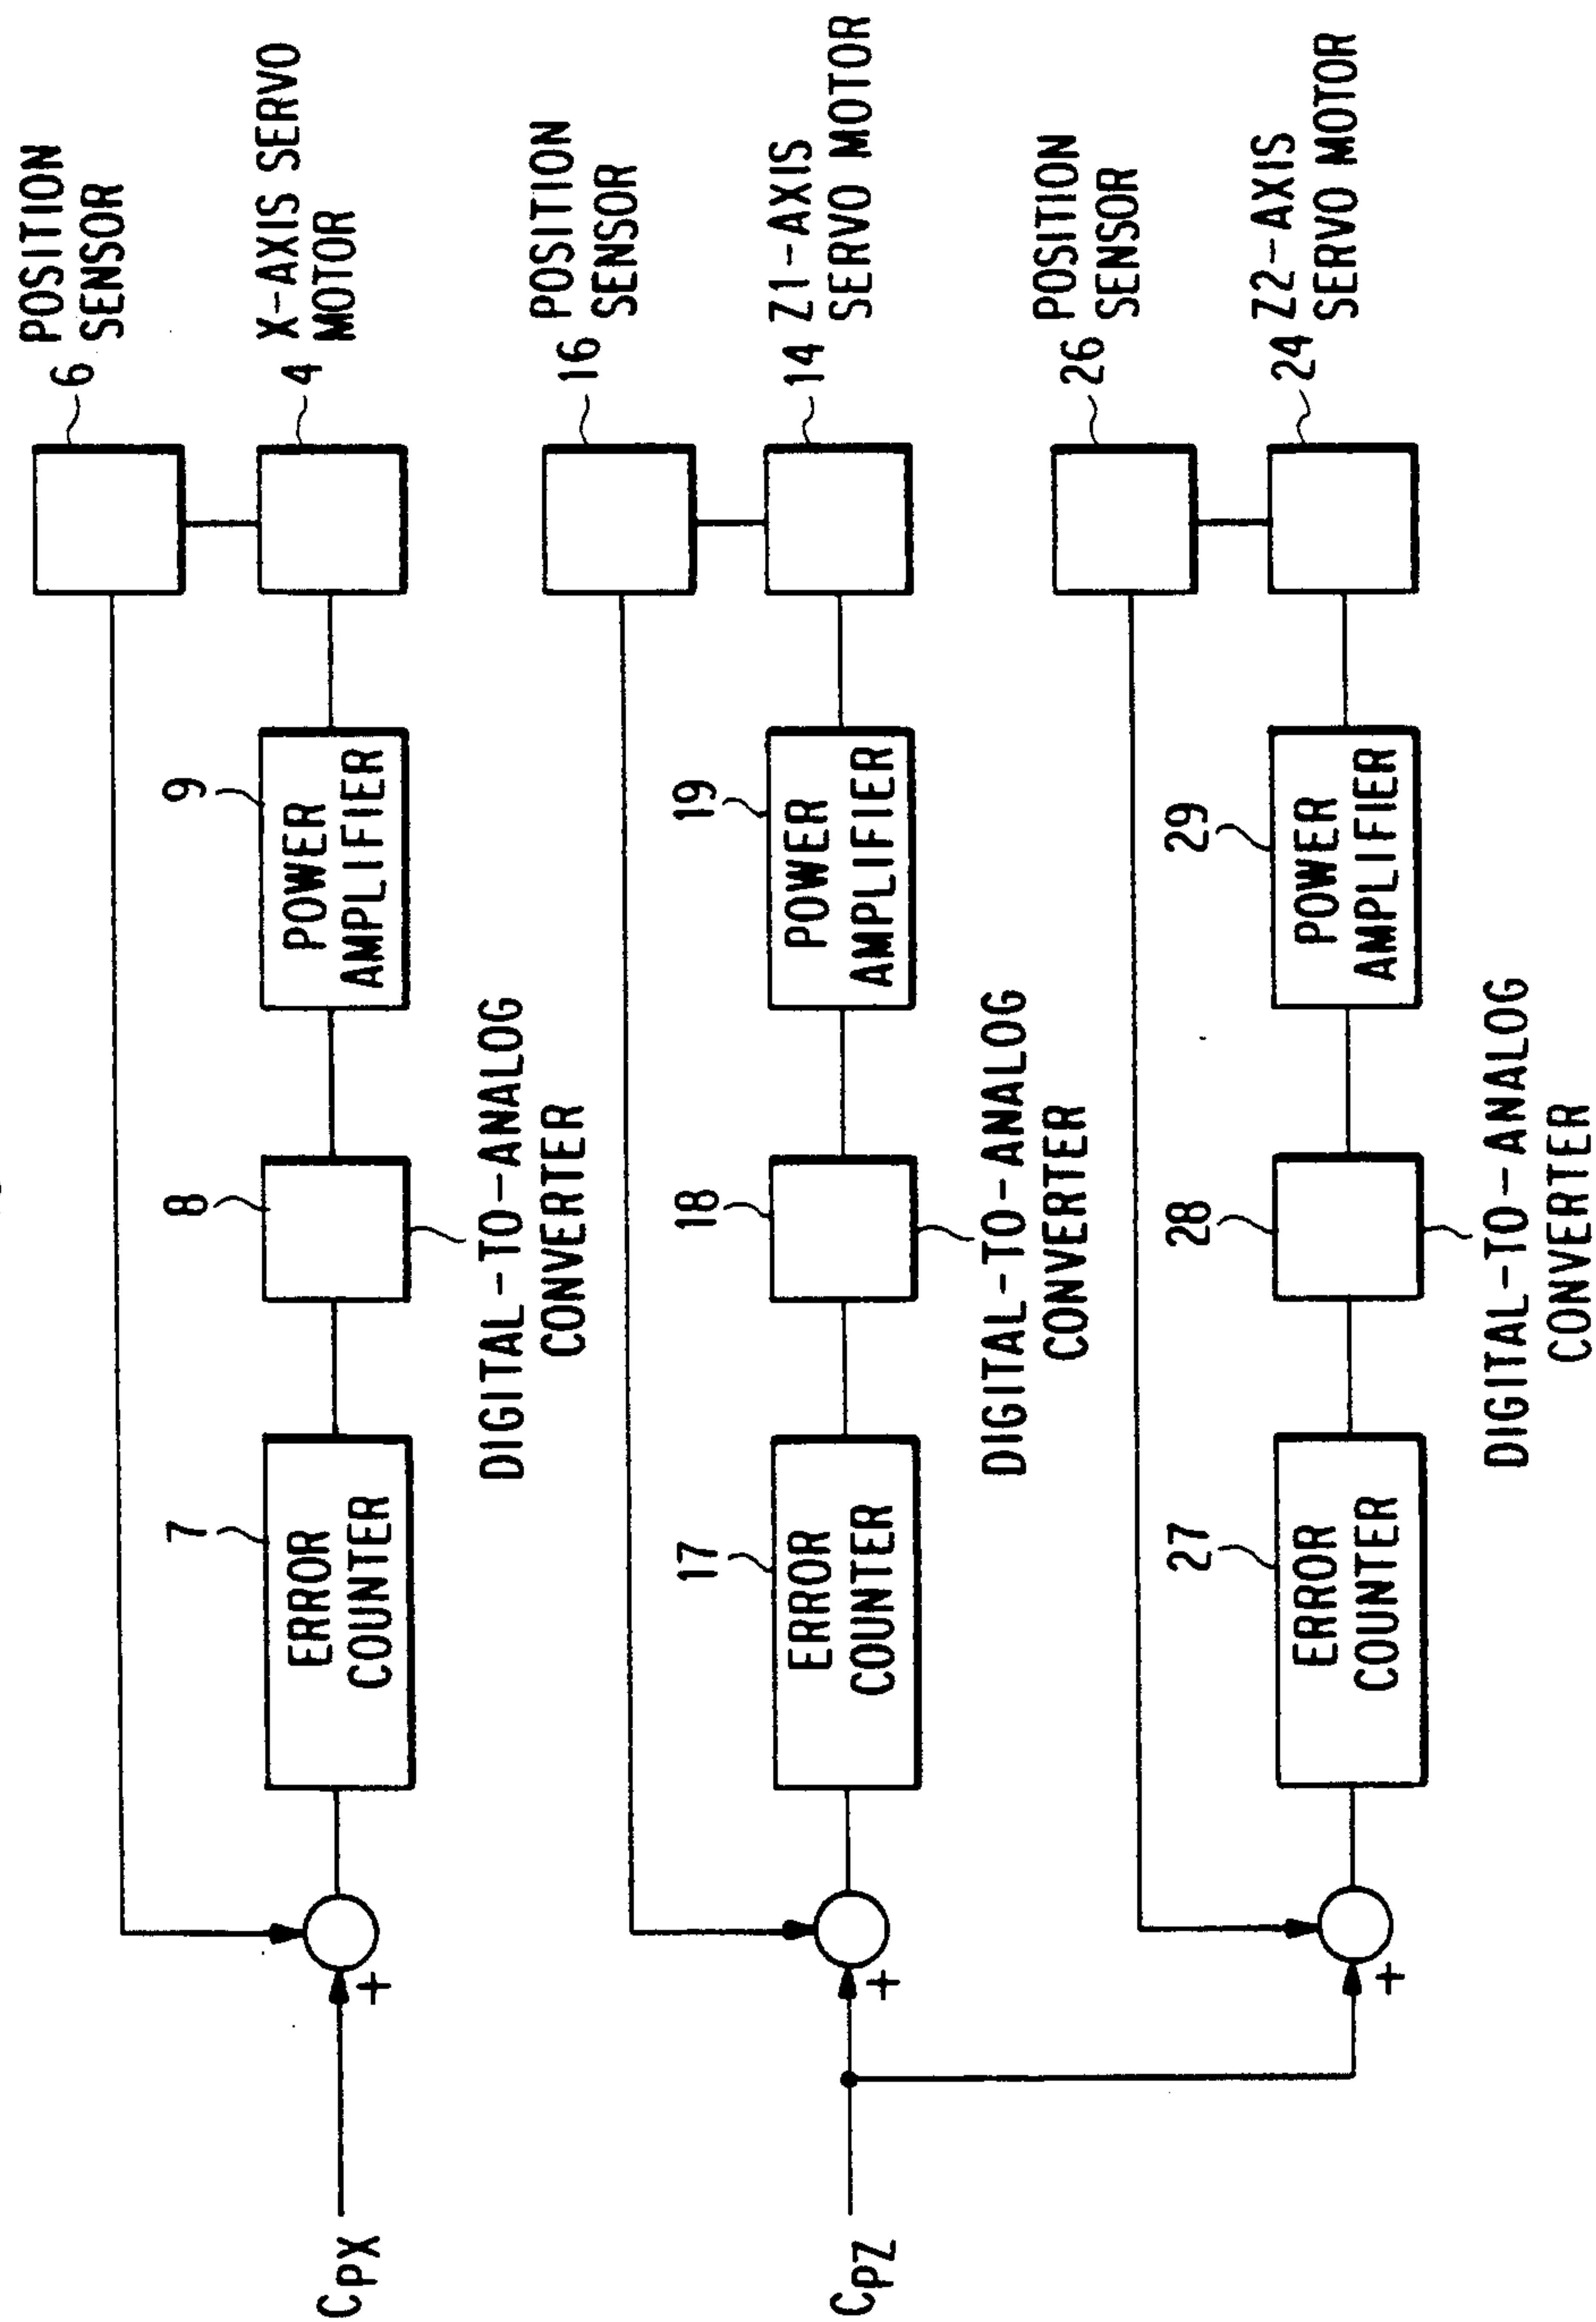 POSITION
SENSOR
6
X-AXIS SERVO
MOTOR
4
9
POWER
AMPLIFIER
8
DIGITAL-TO-ANALOG
CONVERTER
7
ERROR
COUNTER
+
CPX
POSITION
SENSOR
16
Z1-AXIS
SERVO MOTOR
14
19
POWER
AMPLIFIER
18
DIGITAL-TO-ANALOG
CONVERTER
17
ERROR
COUNTER
+
CPZ
POSITION
SENSOR
26
Z2-AXIS
SERVO MOTOR
24
29
POWER
AMPLIFIER
28
DIGITAL-TO-ANALOG
CONVERTER
27
ERROR
COUNTER
+